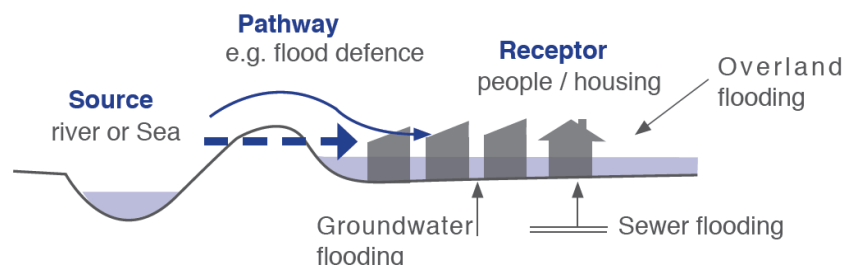 Pathway
e.g. flood defence
Receptor
people / housing
Source
river or Sea
Overland
flooding
Groundwater
flooding
Sewer flooding